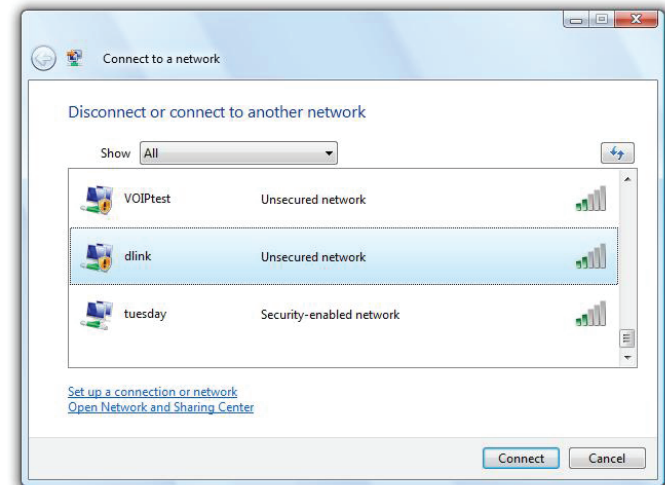 Connect to a network
Disconnect or connect to another network
Show All
VOIPtest Unsecured network
dlink Unsecured network
tuesday Security-enabled network
Set up a connection or network
Open Network and Sharing Center
Connect Cancel